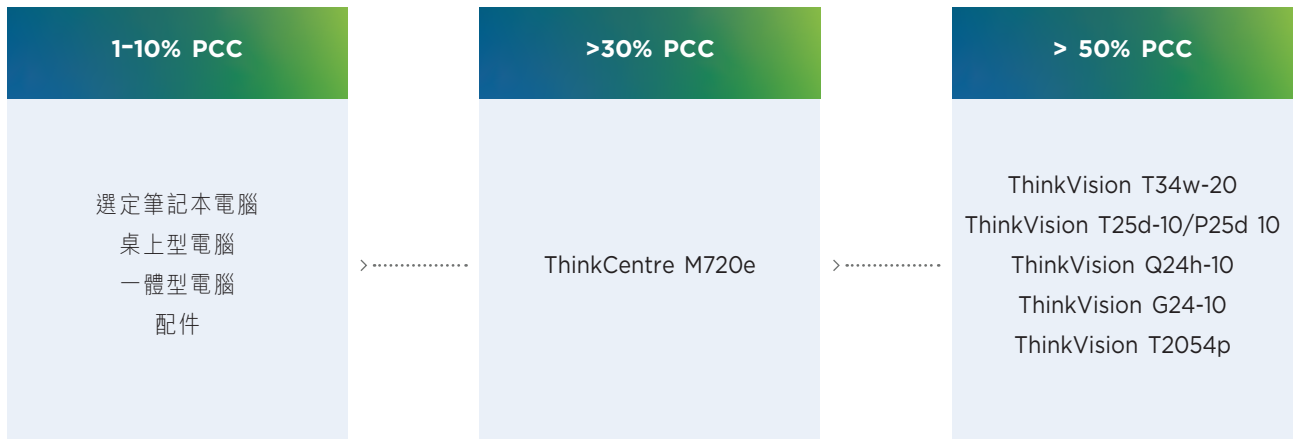 1-10% PCC
選定筆記本電腦
桌上型電腦
一體型電腦
配件
>30% PCC
ThinkCentre M720e
> 50% PCC
ThinkVision T34w-20
ThinkVision T25d-10/P25d 10
ThinkVision Q24h-10
ThinkVision G24-10
ThinkVision T2054p